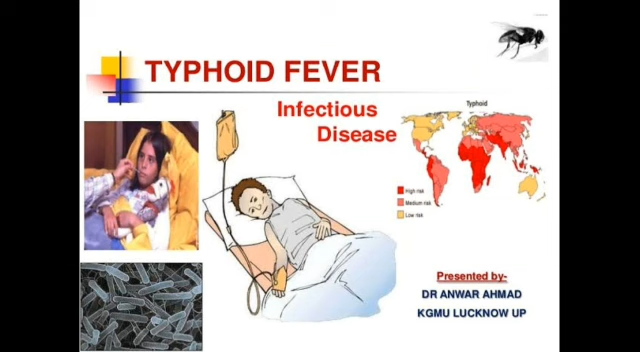 TYPHOID FEVER
Infectious
Disease
Typhoid
High risk
Medium risk
Low risk
Presented by-
DR ANWAR AHMAD
KGMU LUCKNOW UP